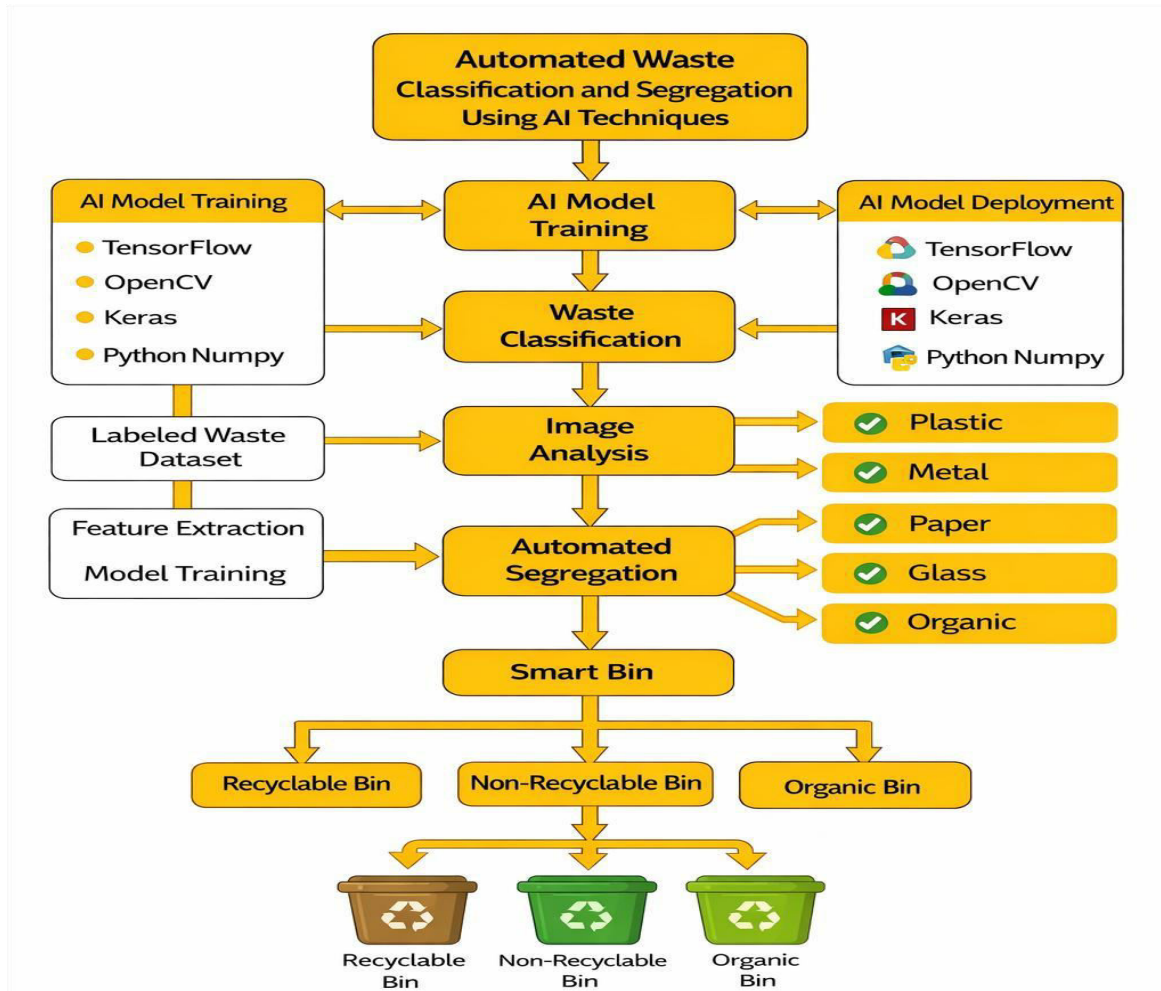 Automated Waste
Classification and Segregation
Using AI Techniques
AI Model Training
TensorFlow
OpenCV
Keras
Python Numpy
AI Model
Training
AI Model Deployment
TensorFlow
OpenCV
K Keras
Python Numpy
Waste
Classification
Labeled Waste
Dataset
Image
Analysis
Plastic
Metal
Feature Extraction
Model Training
Automated
Segregation
Paper
Glass
Organic
Smart Bin
Recyclable Bin
Non-Recyclable Bin
Organic Bin
Recyclable
Bin
Non-Recyclable
Bin
Organic
Bin